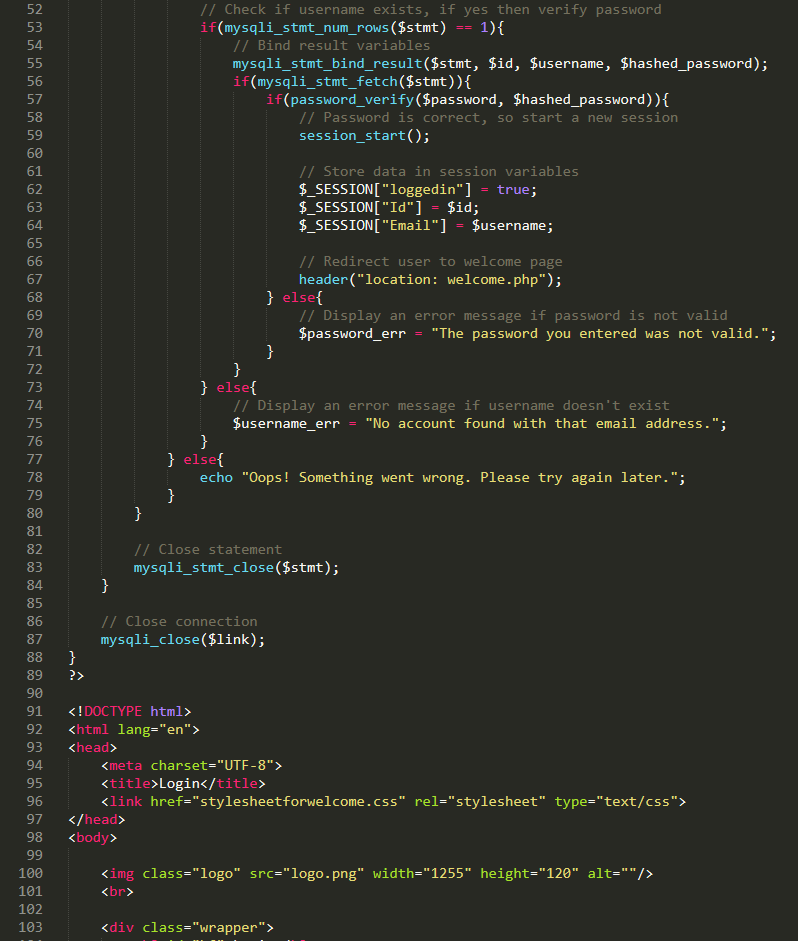 52 // Check if username exists, if yes then verify password
53 if(mysqli_stmt_num_rows($stmt) == 1){
54 // Bind result variables
55 mysqli_stmt_bind_result($stmt, $id, $username, $hashed_password);
56 if(mysqli_stmt_fetch($stmt)){
57 if(password_verify($password, $hashed_password)){
58 // Password is correct, so start a new session
59 session_start();
60
61 // Store data in session variables
62 $_SESSION["loggedin"] = true;
63 $_SESSION["Id"] = $id;
64 $_SESSION["Email"] = $username;
65
66 // Redirect user to welcome page
67 header("location: welcome.php");
68 } else{
69 // Display an error message if password is not valid
70 $password_err = "The password you entered was not valid.";
71 }
72 }
73 } else{
74 // Display an error message if username doesn't exist
75 $username_err = "No account found with that email address.";
76 }
77 } else{
78 echo "Oops! Something went wrong. Please try again later.";
79 }
80 }
81
82 // Close statement
83 mysqli_stmt_close($stmt);
84 }
85
86 // Close connection
87 mysqli_close($link);
88 }
89 ?>
90
91 <!DOCTYPE html>
92 <html lang="en">
93 <head>
94 <meta charset="UTF-8">
95 <title>Login</title>
96 <link href="stylesheetforwelcome.css" rel="stylesheet" type="text/css">
97 </head>
98 <body>
99
100 <img class="logo" src="logo.png" width="1255" height="120" alt=""/>
101 <br>
102
103 <div class="wrapper">